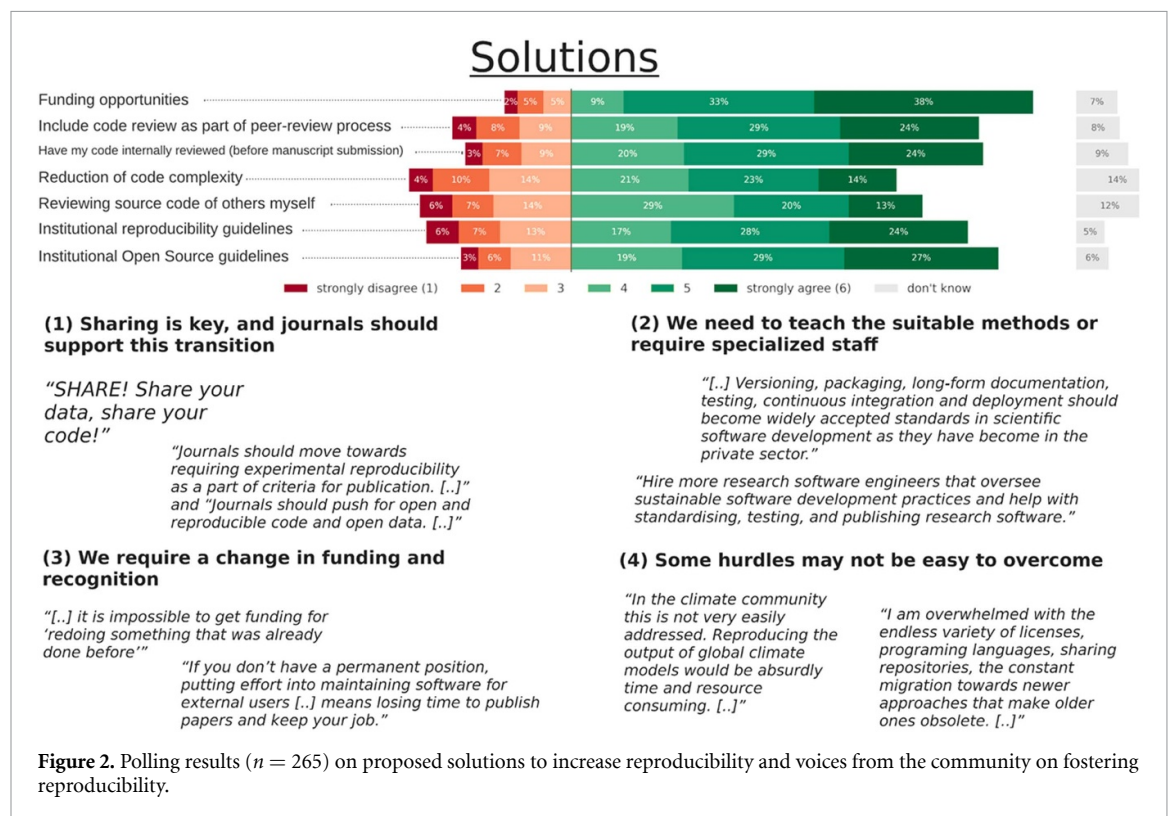 Solutions
Funding opportunities 2% 5% 5% 9% 33% 38% 7%
Include code review as part of peer-review process 4% 8% 9% 19% 29% 24% 8%
Have my code internally reviewed (before manuscript submission) 3% 7% 9% 20% 29% 24% 9%
Reduction of code complexity 4% 10% 14% 21% 23% 14% 14%
Reviewing source code of others myself 6% 7% 14% 29% 20% 13% 12%
Institutional reproducibility guidelines 6% 7% 13% 17% 28% 24% 5%
Institutional Open Source guidelines 3% 6% 11% 19% 29% 27% 6%
strongly disagree (1) 2 3 4 5 strongly agree (6) don't know
(1) Sharing is key, and journals should
support this transition
“SHARE! Share your
data, share your
code!”
“Journals should move towards
requiring experimental reproducibility
as a part of criteria for publication. [..]”
and “Journals should push for open and
reproducible code and open data. [..]”
(2) We need to teach the suitable methods or
require specialized staff
“[..] Versioning, packaging, long-form documentation,
testing, continuous integration and deployment should
become widely accepted standards in scientific
software development as they have become in the
private sector.”
“Hire more research software engineers that oversee
sustainable software development practices and help with
standardising, testing, and publishing research software.”
(3) We require a change in funding and
recognition
“[..] it is impossible to get funding for
‘redoing something that was already
done before’”
“If you don’t have a permanent position,
putting effort into maintaining software for
external users [..] means losing time to publish
papers and keep your job.”
(4) Some hurdles may not be easy to overcome
“In the climate community
this is not very easily
addressed. Reproducing the
output of global climate
models would be absurdly
time and resource
consuming. [..]”
“I am overwhelmed with the
endless variety of licenses,
programing languages, sharing
repositories, the constant
migration towards newer
approaches that make older
ones obsolete. [..]”
Figure 2. Polling results (n = 265) on proposed solutions to increase reproducibility and voices from the community on fostering
reproducibility.